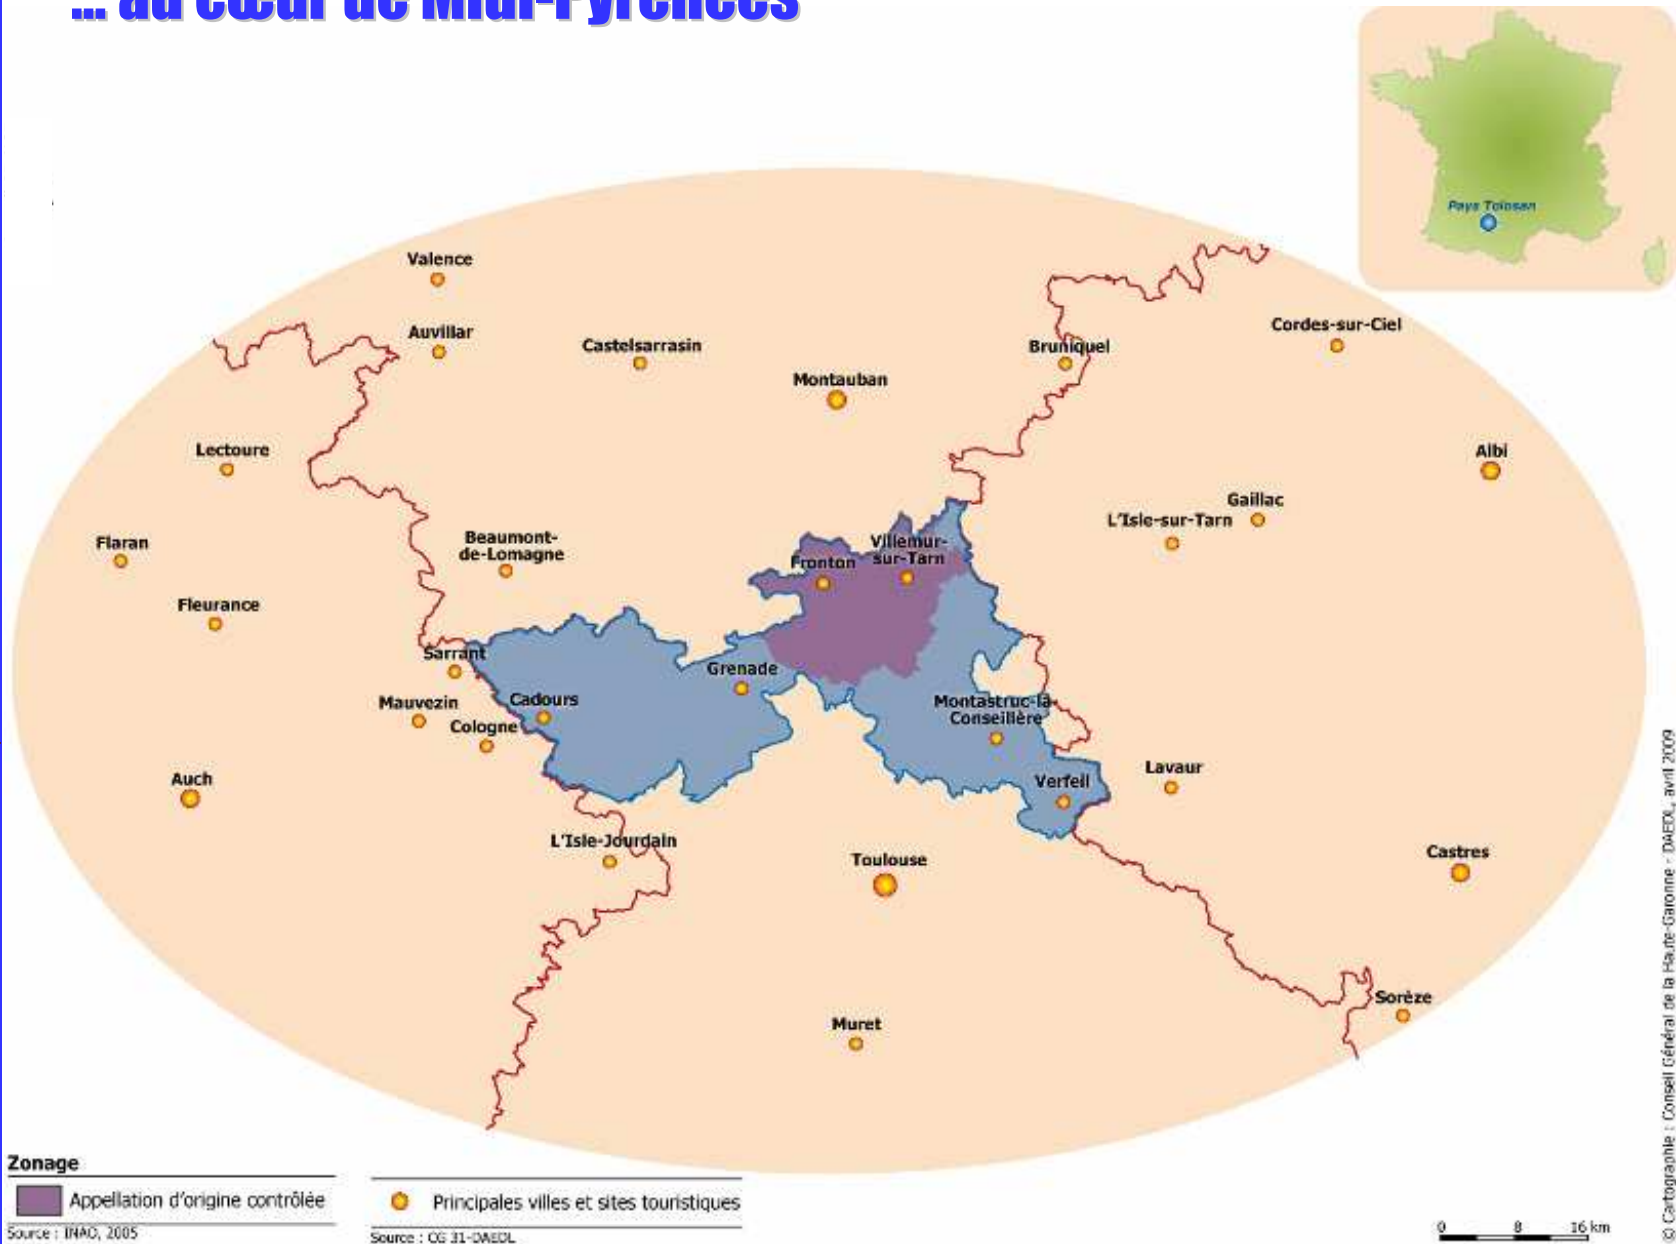 ... au cœur de Midi-Pyrénées
Pays Tolosan
Valence
Auvillar
Castelsarrasin
Montauban
Bruniquel
Cordes-sur-Ciel
Lectoure
Albi
Gaillac
L'Isle-sur-Tarn
Flaran
Beaumont-
de-Lomagne
Villemur-
sur-Tarn
Fronton
Fleurance
Sarrant
Grenade
Mauvezin
Cadours
Cologne
Montastruc-la-
Conseillère
Auch
Verfeil
Lavaur
L'Isle-Jourdain
Toulouse
Castres
Sorèze
Muret
Zonage
Appellation d'origine contrôlée
Source : INAO, 2005
Principales villes et sites touristiques
Source : CG 31-DAEDL
0 8 16 km
© Cartographie : Conseil Général de la Haute-Garonne - DAEDL, avril 2009